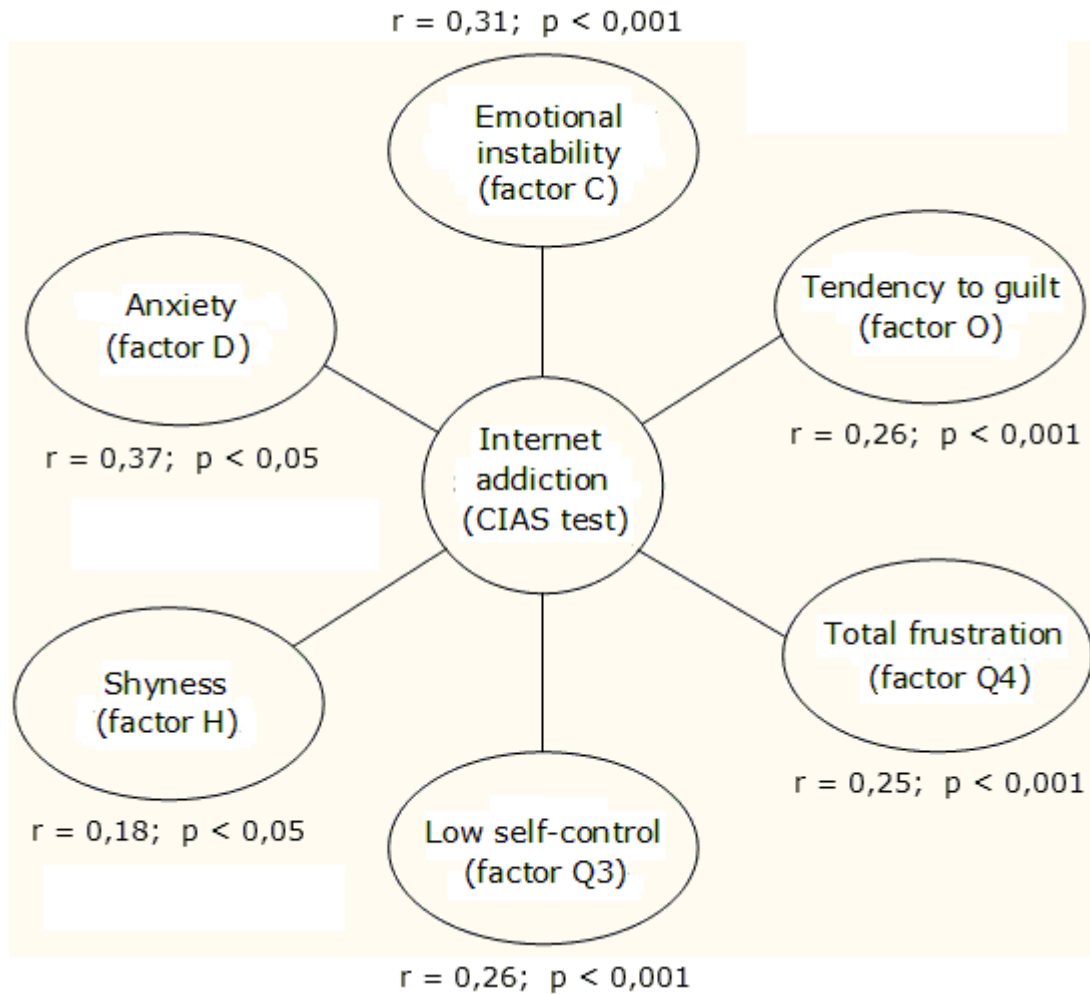 r = 0,31;  p < 0,001
Emotional
instability
(factor C)
Tendency to guilt
(factor O)
r = 0,26;  p < 0,001
Anxiety
(factor D)
r = 0,37;  p < 0,05
Internet
addiction
(CIAS test)
Total frustration
(factor Q4)
r = 0,25;  p < 0,001
Shyness
(factor H)
r = 0,18;  p < 0,05
Low self-control
(factor Q3)
r = 0,26;  p < 0,001